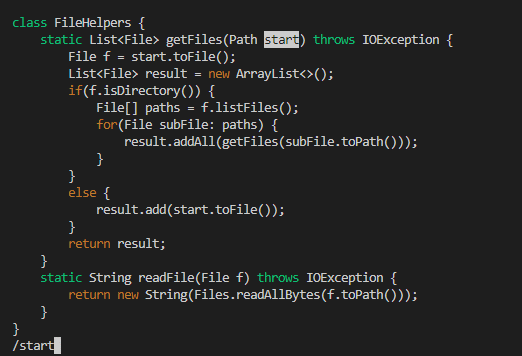 class FileHelpers {
    static List<File> getFiles(Path start) throws IOException {
        File f = start.toFile();
        List<File> result = new ArrayList<>();
        if(f.isDirectory()) {
            File[] paths = f.listFiles();
            for(File subFile: paths) {
                result.addAll(getFiles(subFile.toPath()));
            }
        }
        else {
            result.add(start.toFile());
        }
        return result;
    }
    static String readFile(File f) throws IOException {
        return new String(Files.readAllBytes(f.toPath()));
    }
}
/start